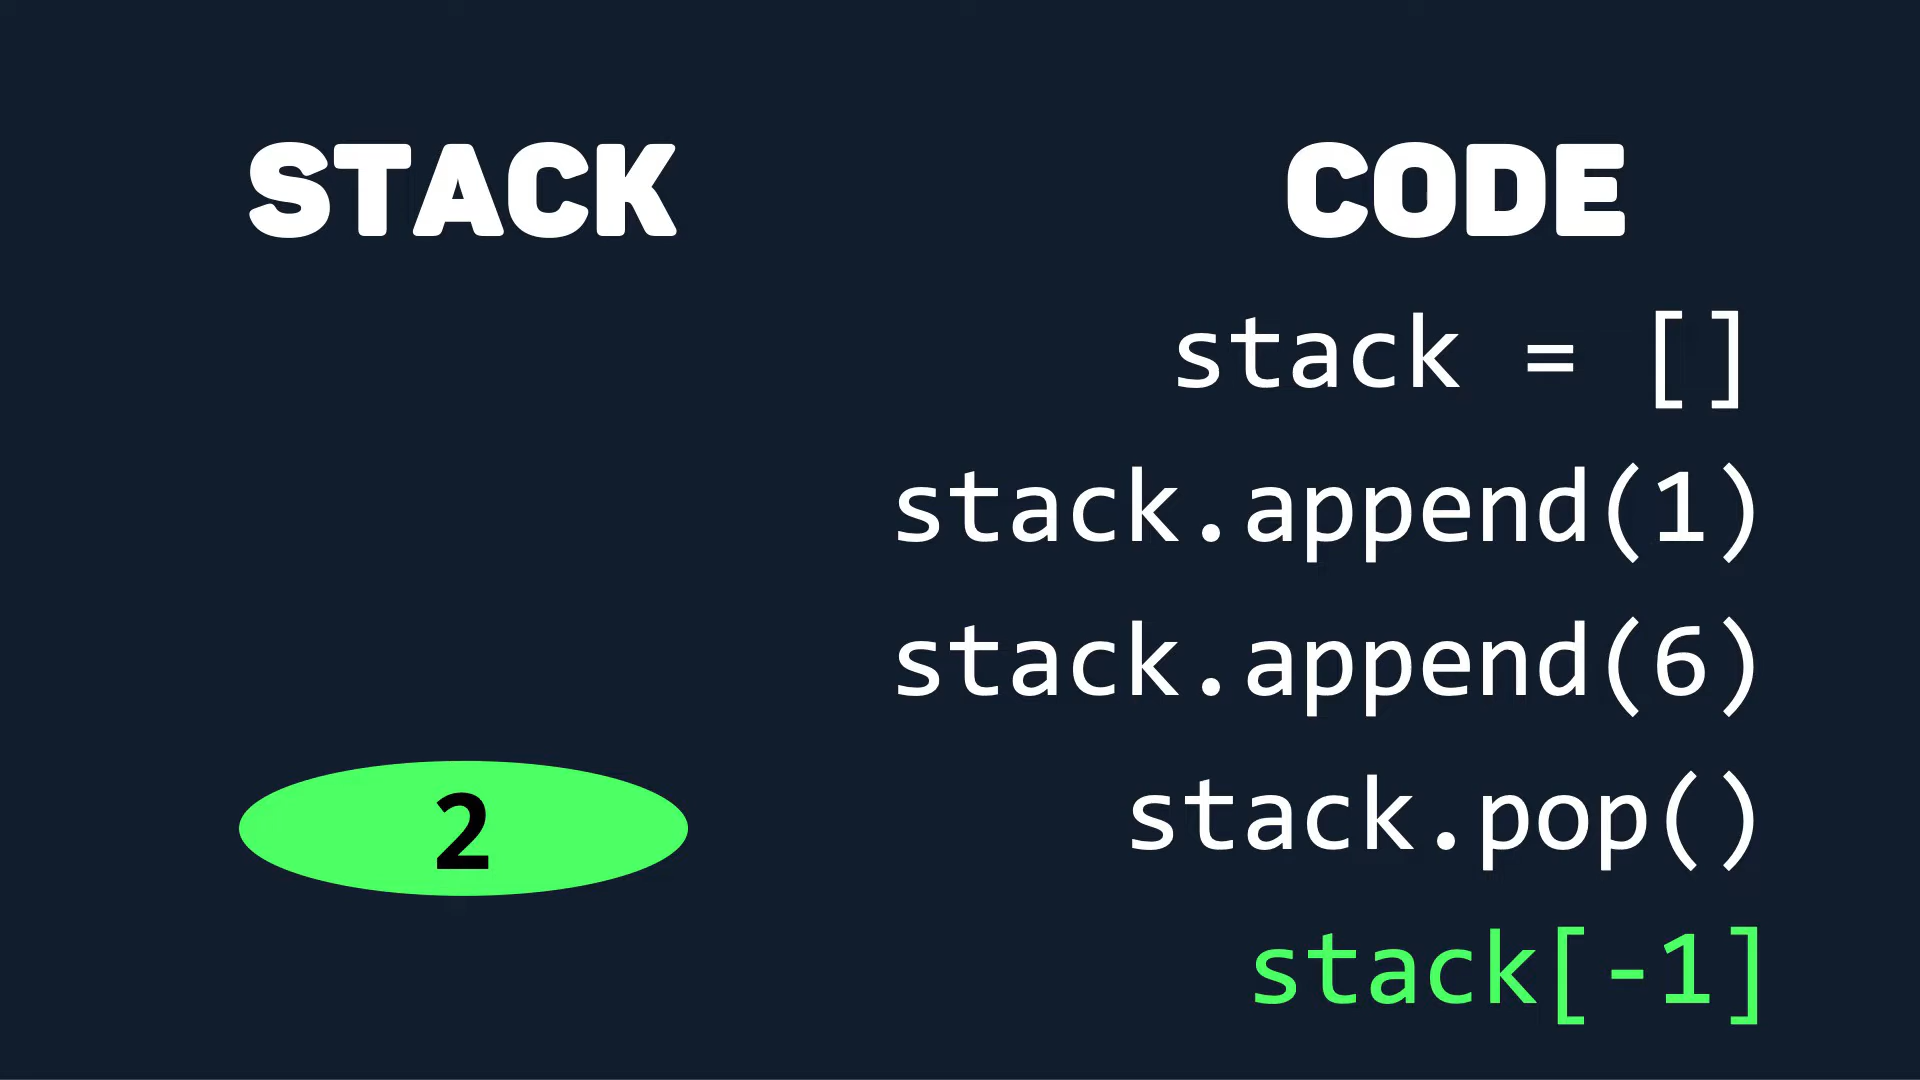 STACK
2
CODE
stack = []
stack.append(1)
stack.append(6)
stack.pop()
stack[-1]